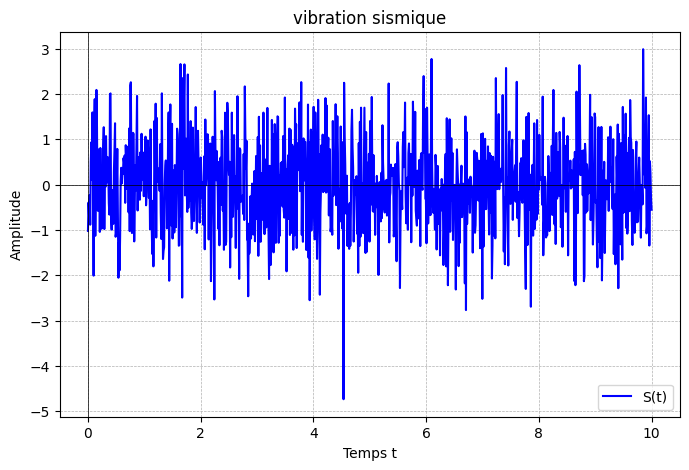 vibration sismique
Amplitude
3
2
1
0
−1
−2
−3
−4
−5
0 2 4 6 8 10
Temps t
S(t)